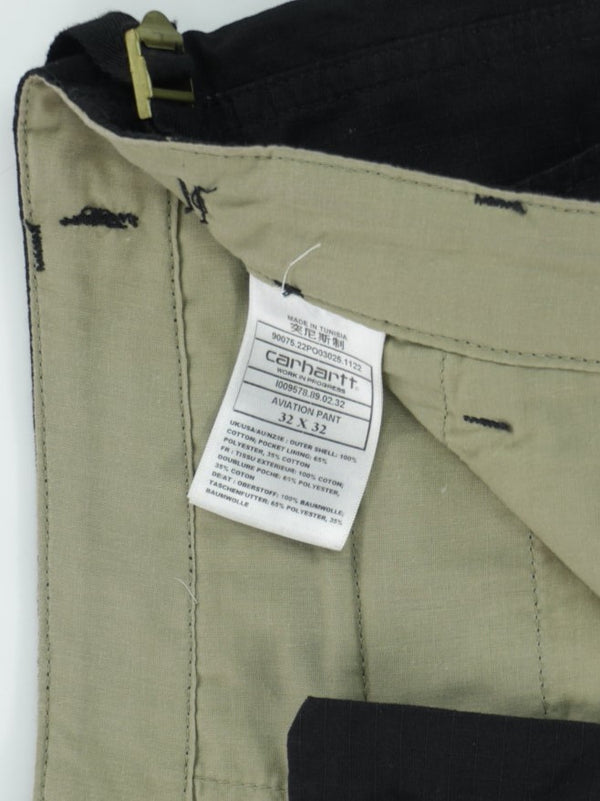 MADE IN TUNISIA
突尼斯制
90075.22PO03025.1122
carhartt
WORK IN PROGRESS
I009578.I19.02.32
AVIATION PANT
32 X 32
UK/USA/AU/NZ/IE : OUTER SHELL: 100%
COTTON; POCKET LINING: 65%
POLYESTER, 35% COTTON
FR : TISSU EXTERIEUR: 100% COTON;
DOUBLURE POCHE: 65% POLYESTER,
35% COTON
DE/AT : OBERSTOFF: 100% BAUMWOLLE;
TASCHENFUTTER: 65% POLYESTER, 35%
BAUMWOLLE